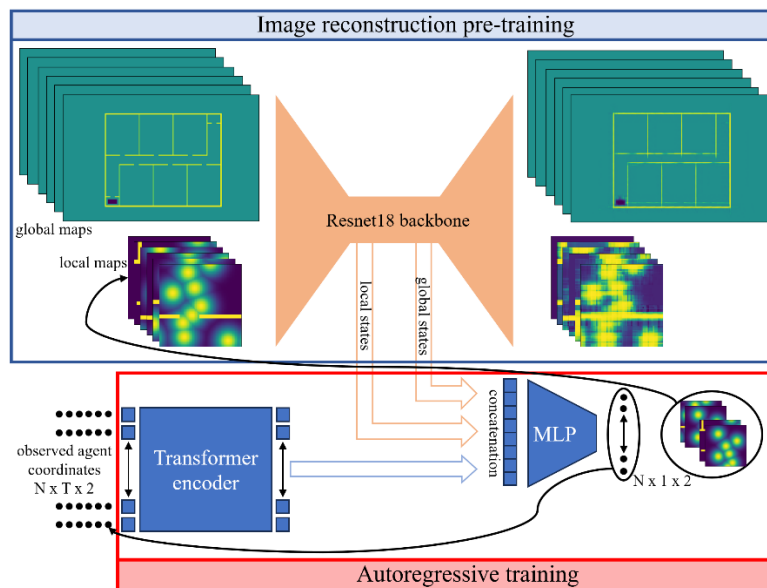 Image reconstruction pre-training
global maps
local maps
Resnet18 backbone
local states
global states
observed agent
coordinates
N x T x 2
Transformer
encoder
concatenation
MLP
N x 1 x 2
Autoregressive training